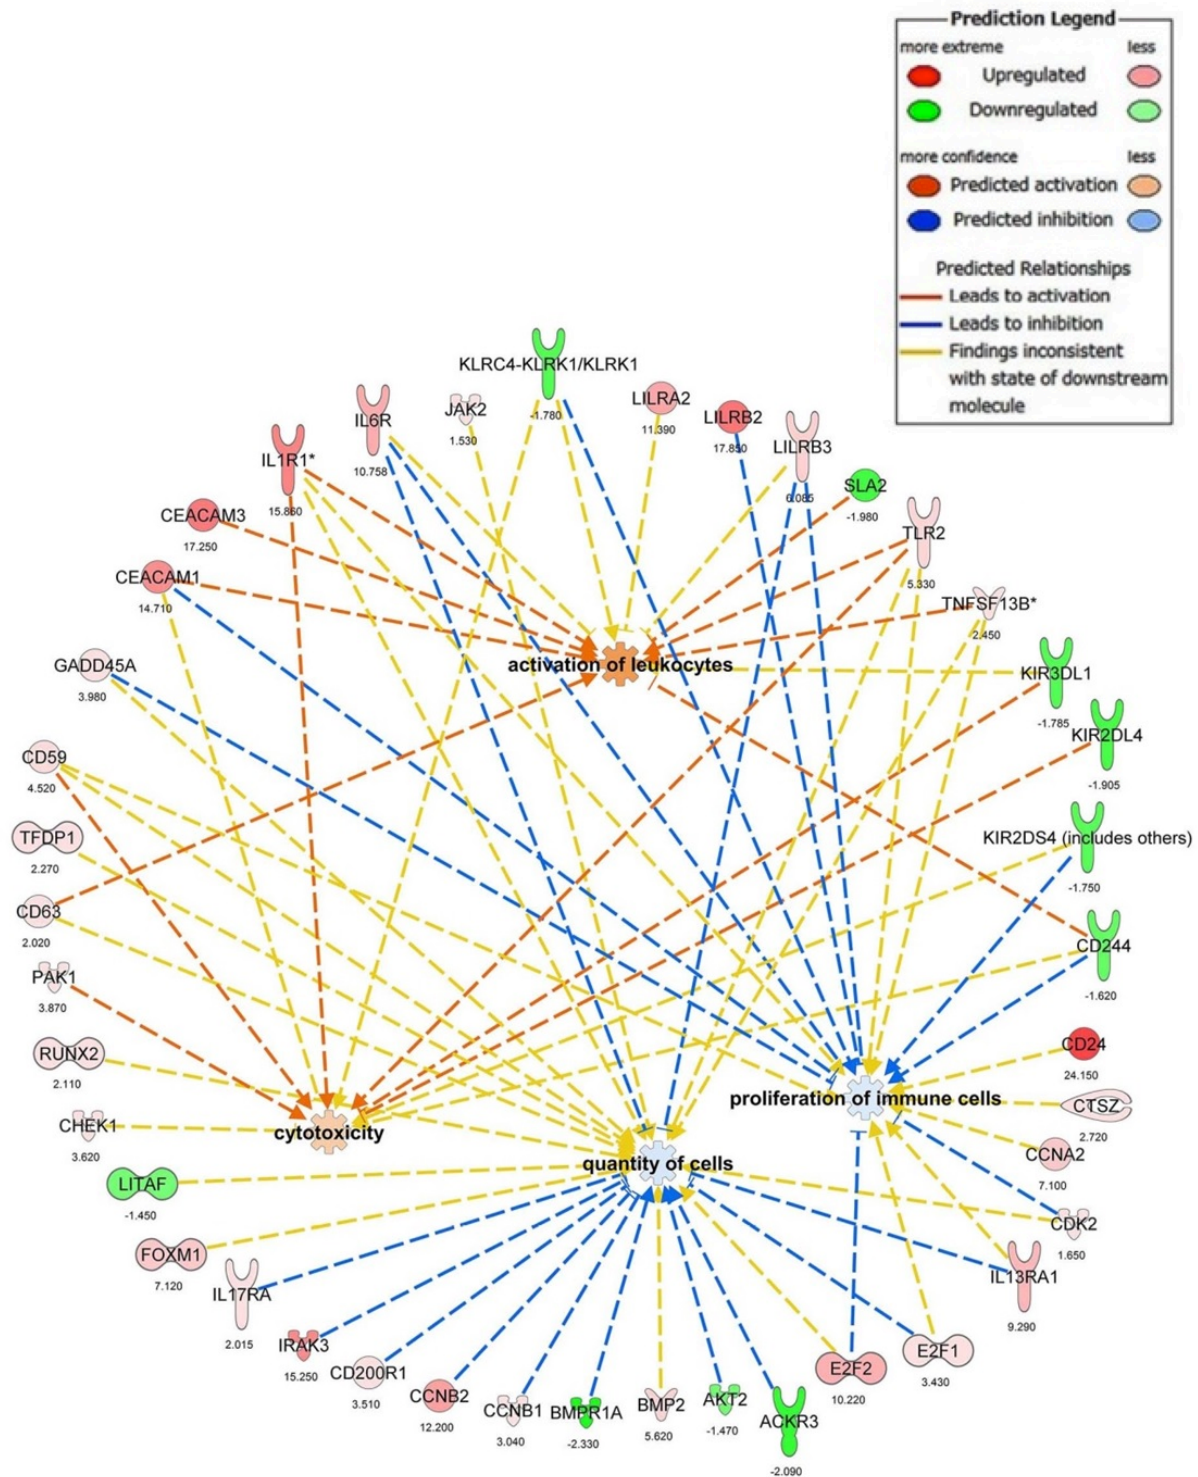 Prediction Legend
more extreme less
Upregulated
Downregulated
more confidence less
Predicted activation
Predicted inhibition
Predicted Relationships
Leads to activation
Leads to inhibition
Findings inconsistent
with state of downstream
molecule
KLRC4-KLRK1/KLRK1
-1.780
JAK2
1.530
LILRA2
11.390
IL6R
10.758
LILRB2
17.850
LILRB3
6.085
IL1R1*
15.860
SLA2
-1.980
CEACAM3
17.250
TLR2
5.330
CEACAM1
14.710
TNFSF13B*
2.450
GADD45A
3.980
activation of leukocytes
KIR3DL1
-1.785
KIR2DL4
-1.905
CD59
4.520
TFDP1
2.270
KIR2DS4 (includes others)
-1.750
CD63
2.020
CD244
-1.620
PAK1
3.870
RUNX2
2.110
CD24
24.150
CHEK1
3.620
cytotoxicity
proliferation of immune cells
CTSZ
2.720
quantity of cells
CCNA2
7.100
LITAF
-1.450
CDK2
1.650
FOXM1
7.120
IL17RA
2.015
IL13RA1
9.290
IRAK3
15.250
CD200R1
3.510
CCNB2
12.200
CCNB1
3.040
BMPR1A
-2.330
BMP2
5.620
AKT2
-1.470
ACKR3
-2.090
E2F2
10.220
E2F1
3.430